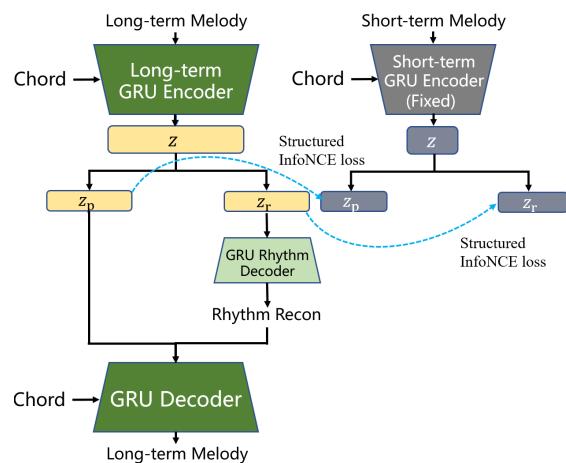 Long-term Melody
Short-term Melody
Chord
Long-term
GRU Encoder
Chord
Short-term
GRU Encoder
(Fixed)
z
z
Structured
InfoNCE loss
zp
zr
zp
zr
GRU Rhythm
Decoder
Structured
InfoNCE loss
Rhythm Recon
Chord
GRU Decoder
Long-term Melody